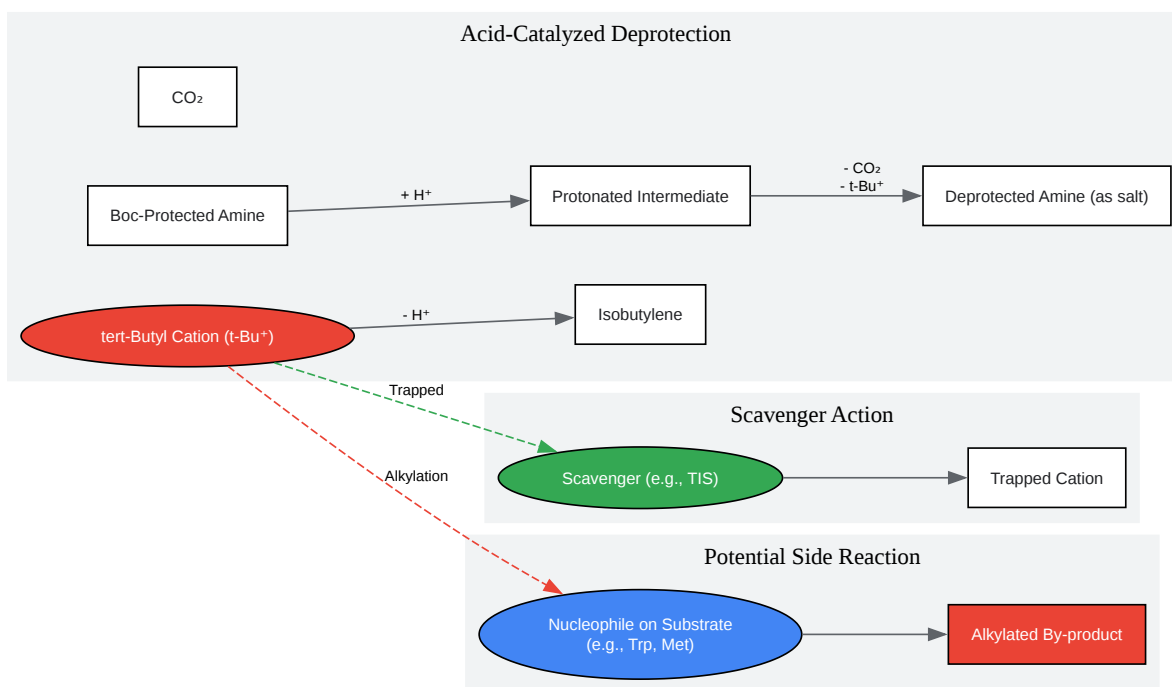 Acid-Catalyzed Deprotection
CO₂
Boc-Protected Amine
+ H⁺
Protonated Intermediate
- CO₂
- t-Bu⁺
Deprotected Amine (as salt)
tert-Butyl Cation (t-Bu⁺)
- H⁺
Isobutylene
Trapped
Scavenger Action
Scavenger (e.g., TIS)
Trapped Cation
Alkylation
Potential Side Reaction
Nucleophile on Substrate
(e.g., Trp, Met)
Alkylated By-product